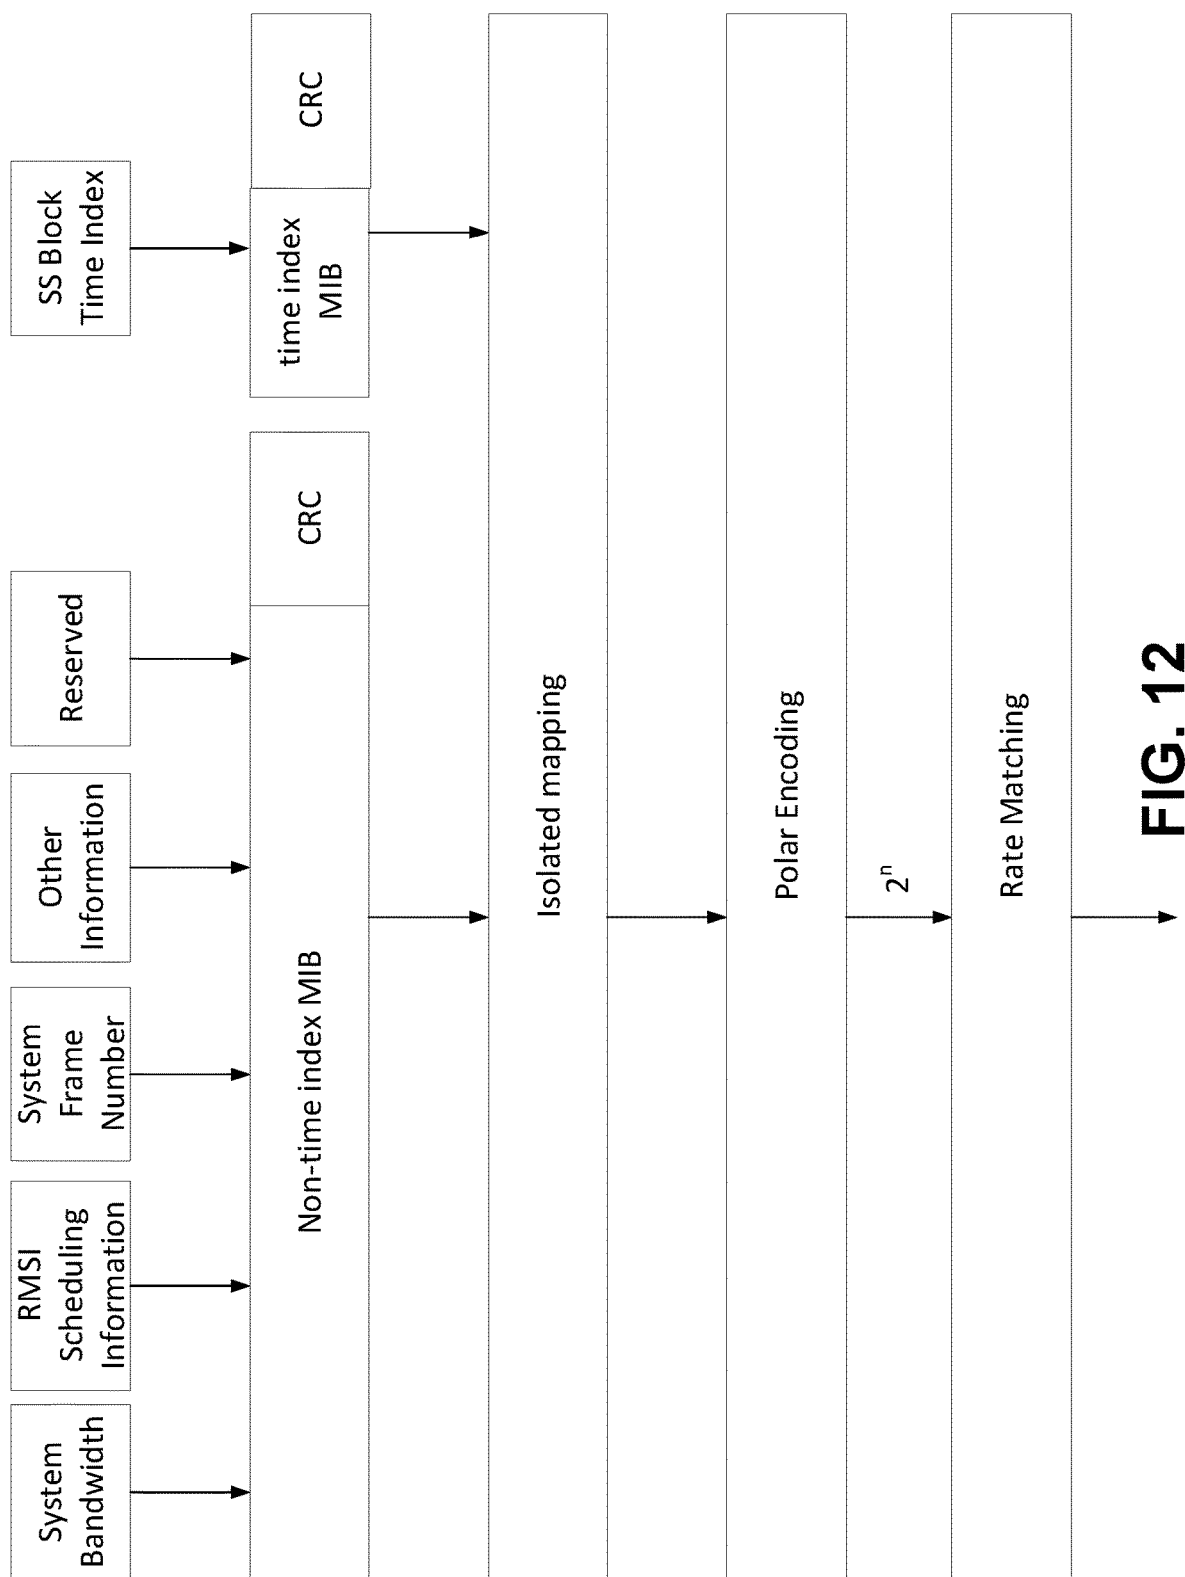 System
Bandwidth
RMSI
Scheduling
Information
System
Frame
Number
Other
Information
Reserved
SS Block
Time Index
Non-time index MIB
CRC
time index
MIB
CRC
Isolated mapping
Polar Encoding
2ⁿ
Rate Matching
FIG. 12